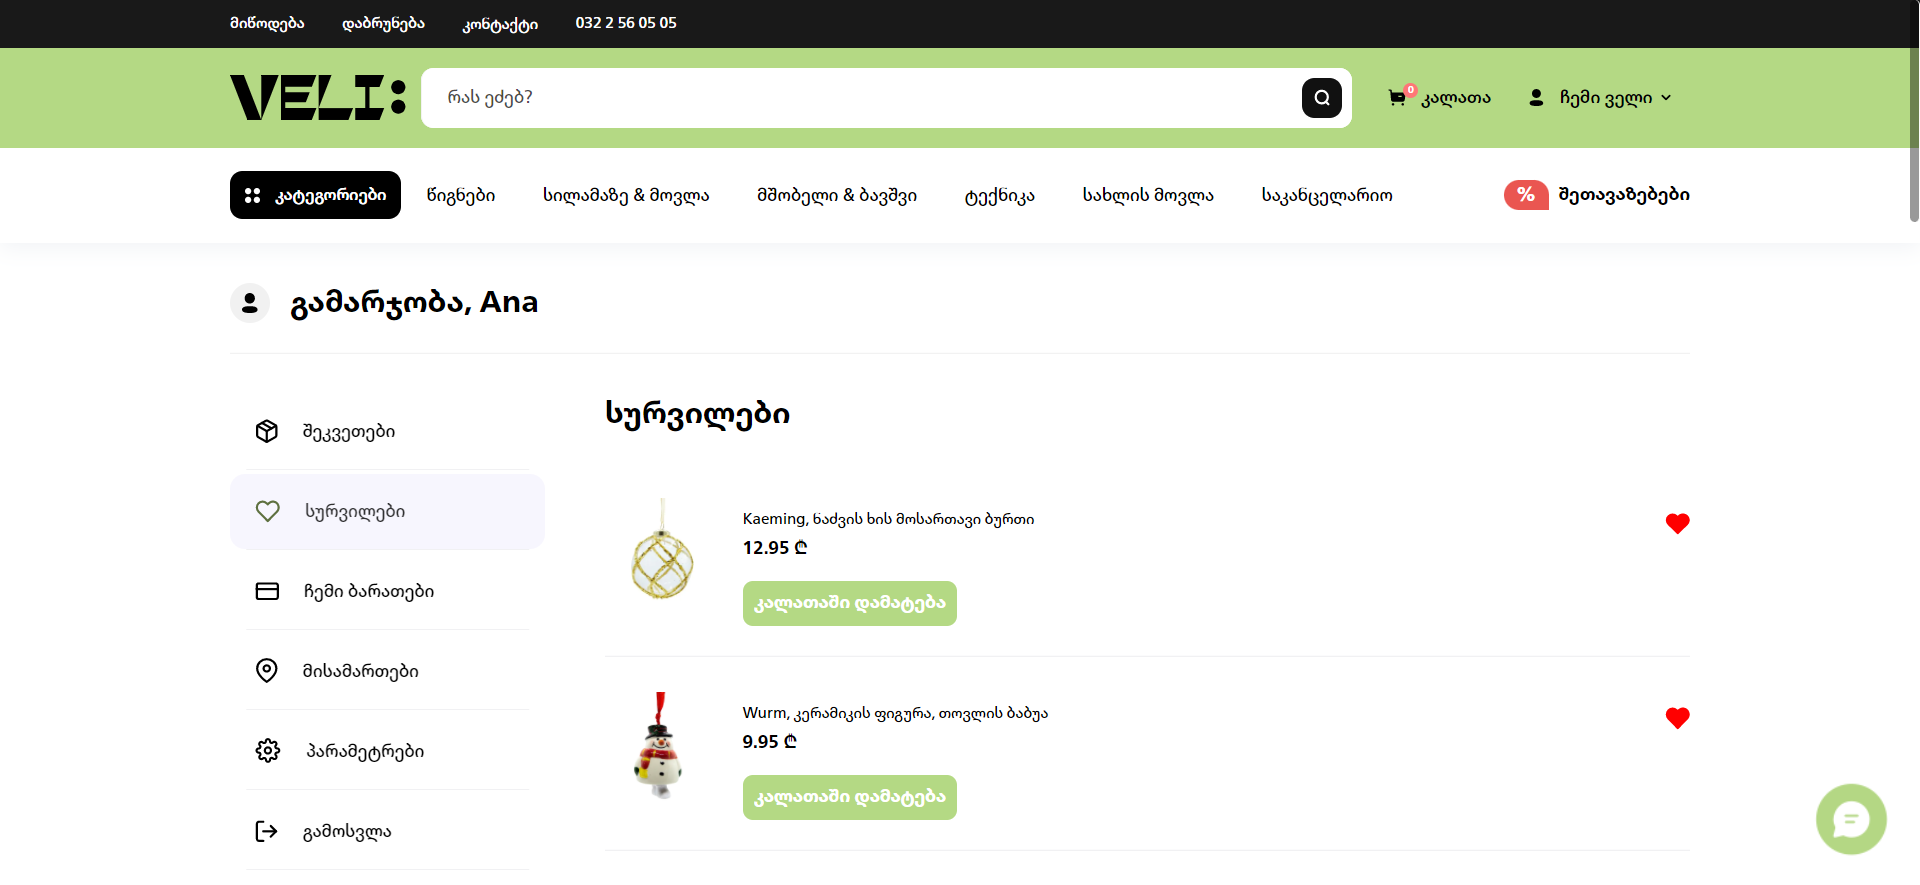 მიწოდება დაბრუნება კონტაქტი 032 2 56 05 05
VELI:
რას ეძებ?
0 კალათა
ჩემი ველი
კატეგორიები
წიგნები
სილამაზე & მოვლა
მშობელი & ბავშვი
ტექნიკა
სახლის მოვლა
საკანცელარიო
% შეთავაზებები
გამარჯობა, Ana
შეკვეთები
სურვილები
ჩემი ბარათები
მისამართები
პარამეტრები
გამოსვლა
სურვილები
Kaeming, ნაძვის ხის მოსართავი ბურთი
12.95 ₾
კალათაში დამატება
Wurm, კერამიკის ფიგურა, თოვლის ბაბუა
9.95 ₾
კალათაში დამატება